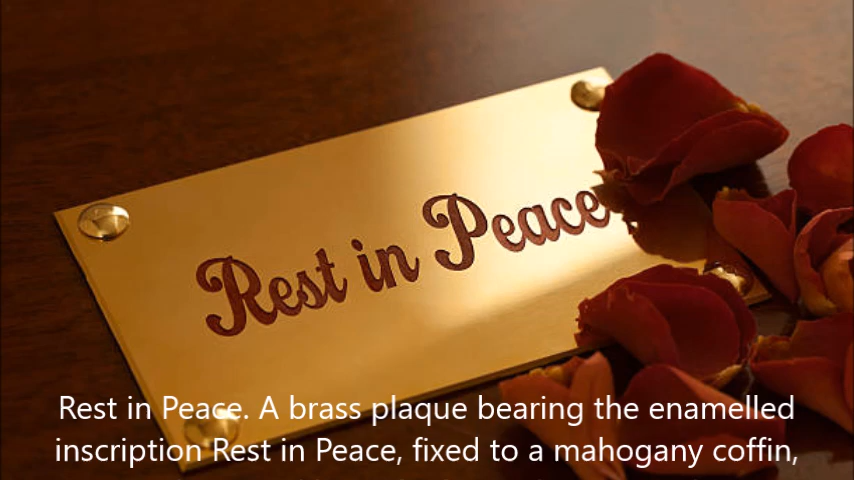 Rest in Peace
Rest in Peace. A brass plaque bearing the enamelled
inscription Rest in Peace, fixed to a mahogany coffin,